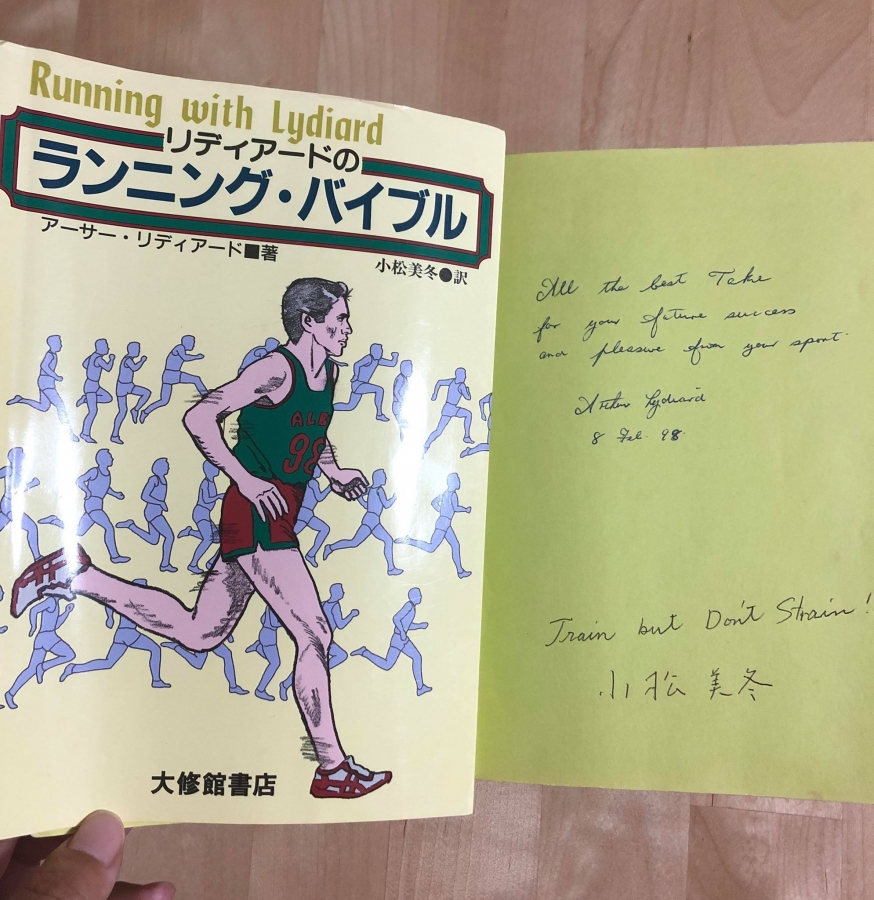 Running with Lydiard
リディアードの
ランニング・バイブル
アーサー・リディアード■著
小松美冬●訳
ALB
98
大修館書店
All the best Take
for your future success
and pleasure from your sport.
Arthur Lydiard
8 Feb. 98.
Train but Don't Strain!
小松美冬